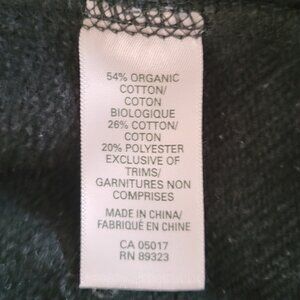 54% ORGANIC
COTTON/
COTON
BIOLOGIQUE
26% COTTON/
COTON
20% POLYESTER
EXCLUSIVE OF
TRIMS/
GARNITURES NON
COMPRISES
MADE IN CHINA/
FABRIQUÉ EN CHINE
CA 05017
RN 89323